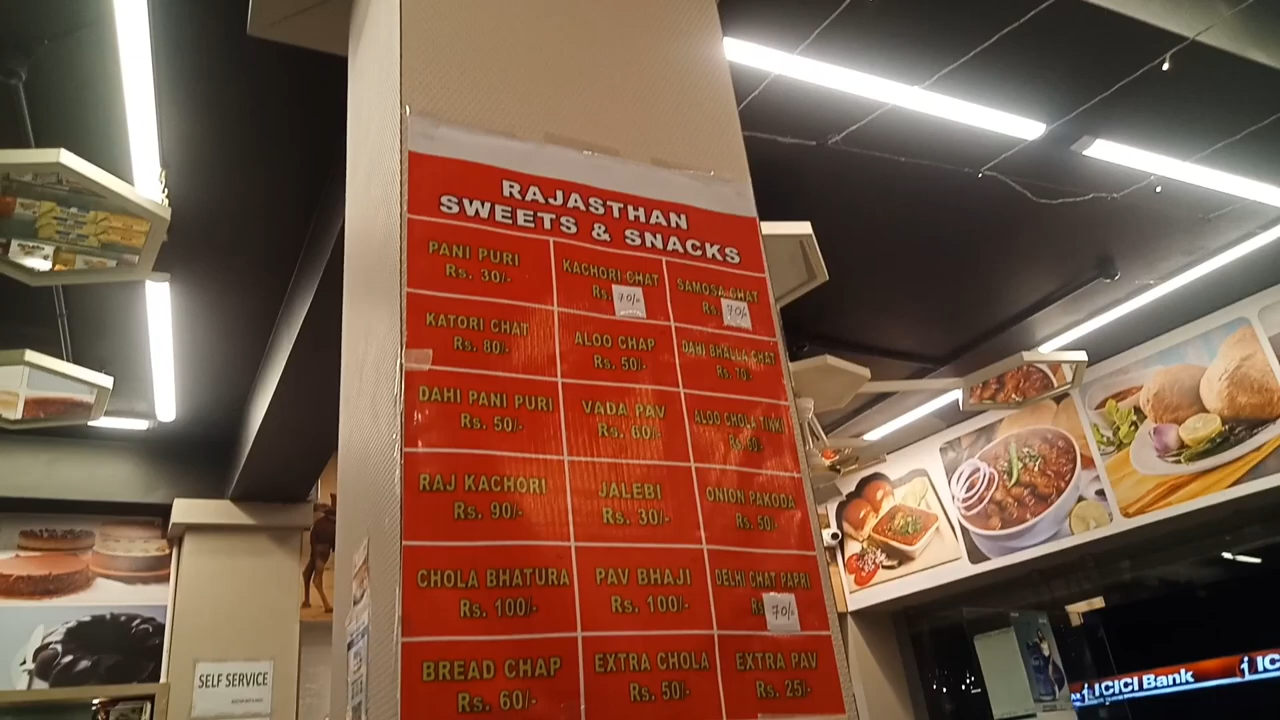 RAJASTHAN
SWEETS & SNACKS
PANI PURI
Rs. 30/-
KACHORI CHAT
Rs. 70/-
SAMOSA CHAT
Rs. 70/-
KATORI CHAT
Rs. 80/-
ALOO CHAP
Rs. 50/-
DAHI BHALLA CHAT
Rs. 70/-
DAHI PANI PURI
Rs. 50/-
VADA PAV
Rs. 60/-
ALOO CHOLA TIKKI
Rs.
RAJ KACHORI
Rs. 90/-
JALEBI
Rs. 30/-
ONION PAKODA
Rs. 50/-
CHOLA BHATURA
Rs. 100/-
PAV BHAJI
Rs. 100/-
DELHI CHAT PAPRI
Rs. 70/-
BREAD CHAP
Rs. 60/-
EXTRA CHOLA
Rs. 50/-
EXTRA PAV
Rs. 25/-
SELF SERVICE
ICICI Bank